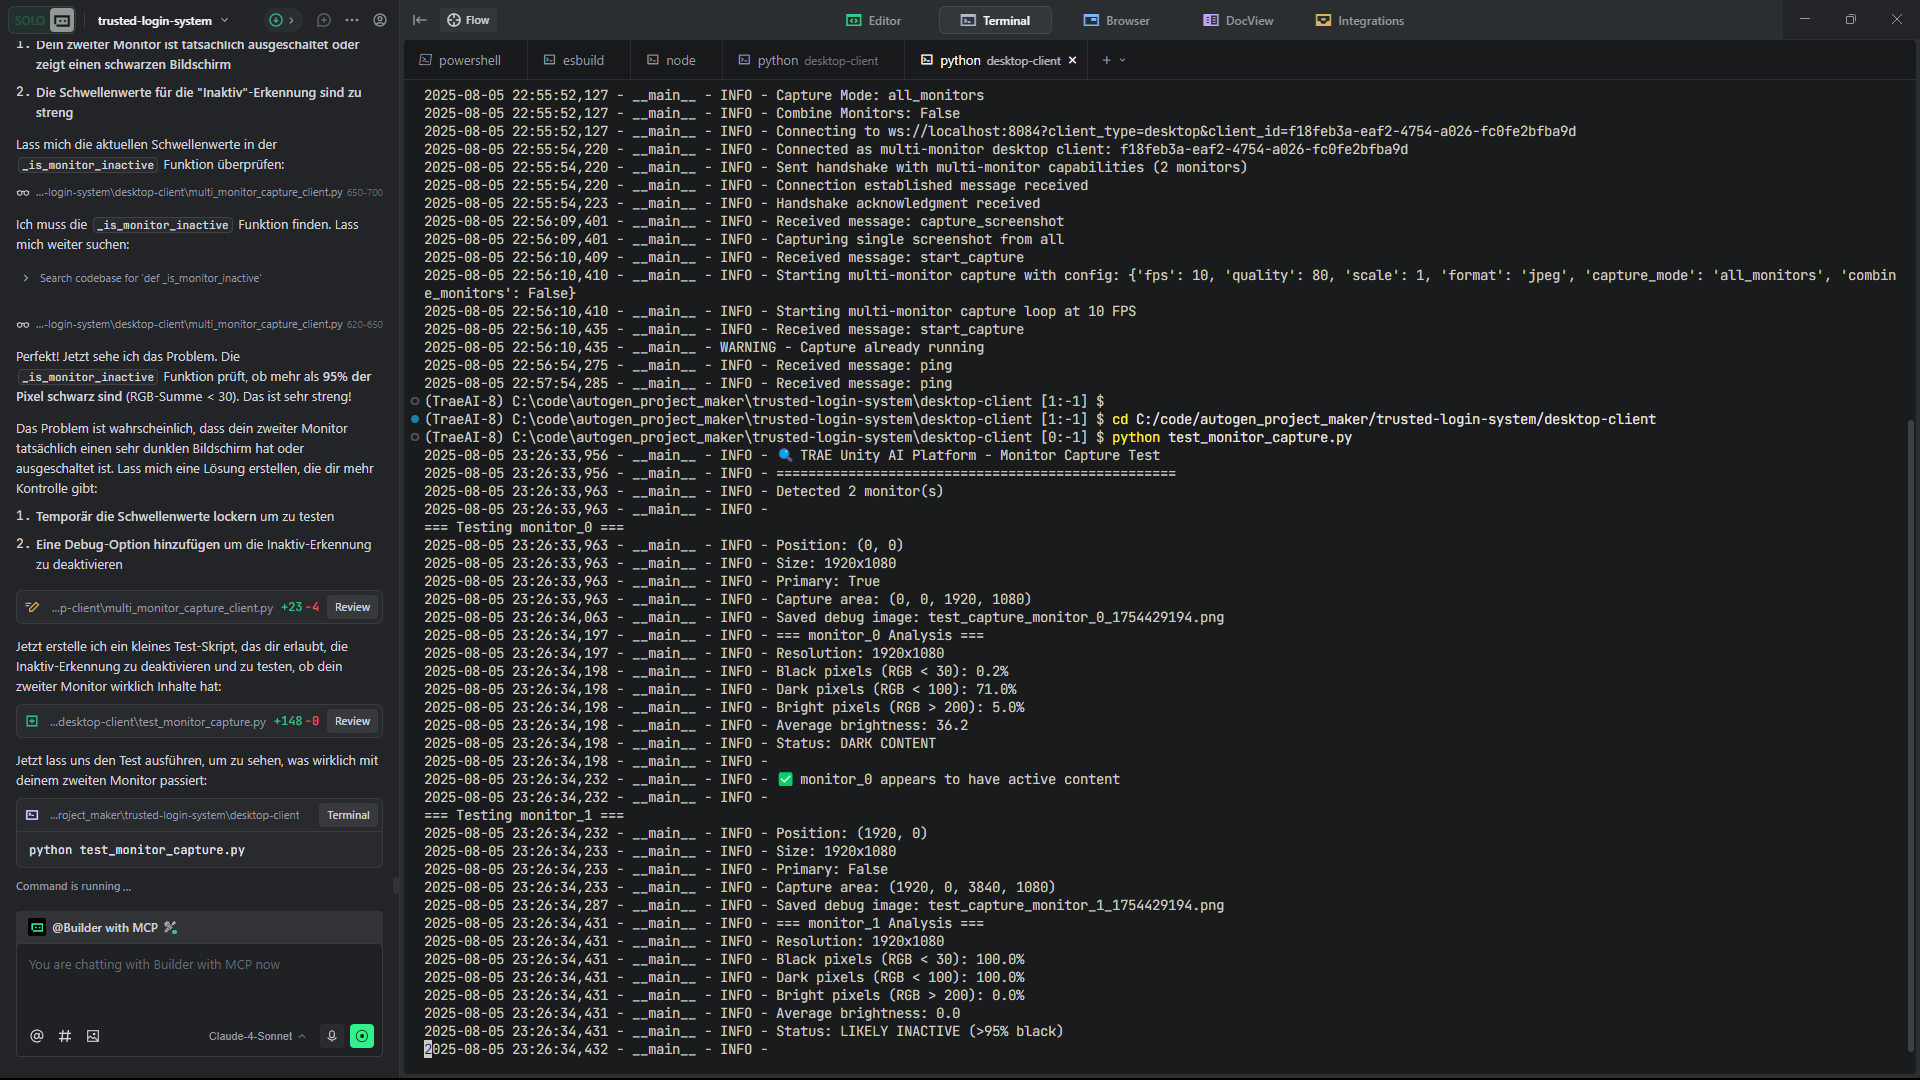 SOLO
trusted-login-system
1. Dein zweiter Monitor ist tatsächlich ausgeschaltet oder
zeigt einen schwarzen Bildschirm
2. Die Schwellenwerte für die "Inaktiv"-Erkennung sind zu
streng
Lass mich die aktuellen Schwellenwerte in der
_is_monitor_inactive Funktion überprüfen:
...-login-system\desktop-client\multi_monitor_capture_client.py 650-700
Ich muss die _is_monitor_inactive Funktion finden. Lass
mich weiter suchen:
Search codebase for 'def _is_monitor_inactive'
...-login-system\desktop-client\multi_monitor_capture_client.py 620-650
Perfekt! Jetzt sehe ich das Problem. Die
_is_monitor_inactive Funktion prüft, ob mehr als 95% der
Pixel schwarz sind (RGB-Summe < 30). Das ist sehr streng!
Das Problem ist wahrscheinlich, dass dein zweiter Monitor
tatsächlich einen sehr dunklen Bildschirm hat oder
ausgeschaltet ist. Lass mich eine Lösung erstellen, die dir mehr
Kontrolle gibt:
1. Temporär die Schwellenwerte lockern um zu testen
2. Eine Debug-Option hinzufügen um die Inaktiv-Erkennung
zu deaktivieren
...p-client\multi_monitor_capture_client.py +23 -4 Review
Jetzt erstelle ich ein kleines Test-Skript, das dir erlaubt, die
Inaktiv-Erkennung zu deaktivieren und zu testen, ob dein
zweiter Monitor wirklich Inhalte hat:
...desktop-client\test_monitor_capture.py +148 -0 Review
Jetzt lass uns den Test ausführen, um zu sehen, was wirklich mit
deinem zweiten Monitor passiert:
...roject_maker\trusted-login-system\desktop-client Terminal
python test_monitor_capture.py
Command is running ...
@Builder with MCP
You are chatting with Builder with MCP now
Claude-4-Sonnet
Flow
Editor
Terminal
Browser
DocView
Integrations
powershell
esbuild
node
python desktop-client
python desktop-client
2025-08-05 22:55:52,127 - __main__ - INFO - Capture Mode: all_monitors
2025-08-05 22:55:52,127 - __main__ - INFO - Combine Monitors: False
2025-08-05 22:55:52,127 - __main__ - INFO - Connecting to ws://localhost:8084?client_type=desktop&client_id=f18feb3a-eaf2-4754-a026-fc0fe2bfba9d
2025-08-05 22:55:54,220 - __main__ - INFO - Connected as multi-monitor desktop client: f18feb3a-eaf2-4754-a026-fc0fe2bfba9d
2025-08-05 22:55:54,220 - __main__ - INFO - Sent handshake with multi-monitor capabilities (2 monitors)
2025-08-05 22:55:54,220 - __main__ - INFO - Connection established message received
2025-08-05 22:55:54,223 - __main__ - INFO - Handshake acknowledgment received
2025-08-05 22:56:09,401 - __main__ - INFO - Received message: capture_screenshot
2025-08-05 22:56:09,401 - __main__ - INFO - Capturing single screenshot from all
2025-08-05 22:56:10,409 - __main__ - INFO - Received message: start_capture
2025-08-05 22:56:10,410 - __main__ - INFO - Starting multi-monitor capture with config: {'fps': 10, 'quality': 80, 'scale': 1, 'format': 'jpeg', 'capture_mode': 'all_monitors', 'combin
e_monitors': False}
2025-08-05 22:56:10,410 - __main__ - INFO - Starting multi-monitor capture loop at 10 FPS
2025-08-05 22:56:10,435 - __main__ - INFO - Received message: start_capture
2025-08-05 22:56:10,435 - __main__ - WARNING - Capture already running
2025-08-05 22:56:54,275 - __main__ - INFO - Received message: ping
2025-08-05 22:57:54,285 - __main__ - INFO - Received message: ping
(TraeAI-8) C:\code\autogen_project_maker\trusted-login-system\desktop-client [1:-1] $
(TraeAI-8) C:\code\autogen_project_maker\trusted-login-system\desktop-client [1:-1] $ cd C:/code/autogen_project_maker/trusted-login-system/desktop-client
(TraeAI-8) C:\code\autogen_project_maker\trusted-login-system\desktop-client [0:-1] $ python test_monitor_capture.py
2025-08-05 23:26:33,956 - __main__ - INFO - 🔍 TRAE Unity AI Platform - Monitor Capture Test
2025-08-05 23:26:33,956 - __main__ - INFO - ==================================================
2025-08-05 23:26:33,963 - __main__ - INFO - Detected 2 monitor(s)
2025-08-05 23:26:33,963 - __main__ - INFO -
=== Testing monitor_0 ===
2025-08-05 23:26:33,963 - __main__ - INFO - Position: (0, 0)
2025-08-05 23:26:33,963 - __main__ - INFO - Size: 1920x1080
2025-08-05 23:26:33,963 - __main__ - INFO - Primary: True
2025-08-05 23:26:33,963 - __main__ - INFO - Capture area: (0, 0, 1920, 1080)
2025-08-05 23:26:34,063 - __main__ - INFO - Saved debug image: test_capture_monitor_0_1754429194.png
2025-08-05 23:26:34,197 - __main__ - INFO - === monitor_0 Analysis ===
2025-08-05 23:26:34,197 - __main__ - INFO - Resolution: 1920x1080
2025-08-05 23:26:34,198 - __main__ - INFO - Black pixels (RGB < 30): 0.2%
2025-08-05 23:26:34,198 - __main__ - INFO - Dark pixels (RGB < 100): 71.0%
2025-08-05 23:26:34,198 - __main__ - INFO - Bright pixels (RGB > 200): 5.0%
2025-08-05 23:26:34,198 - __main__ - INFO - Average brightness: 36.2
2025-08-05 23:26:34,198 - __main__ - INFO - Status: DARK CONTENT
2025-08-05 23:26:34,198 - __main__ - INFO -
2025-08-05 23:26:34,232 - __main__ - INFO - ✅ monitor_0 appears to have active content
2025-08-05 23:26:34,232 - __main__ - INFO -
=== Testing monitor_1 ===
2025-08-05 23:26:34,232 - __main__ - INFO - Position: (1920, 0)
2025-08-05 23:26:34,233 - __main__ - INFO - Size: 1920x1080
2025-08-05 23:26:34,233 - __main__ - INFO - Primary: False
2025-08-05 23:26:34,233 - __main__ - INFO - Capture area: (1920, 0, 3840, 1080)
2025-08-05 23:26:34,287 - __main__ - INFO - Saved debug image: test_capture_monitor_1_1754429194.png
2025-08-05 23:26:34,431 - __main__ - INFO - === monitor_1 Analysis ===
2025-08-05 23:26:34,431 - __main__ - INFO - Resolution: 1920x1080
2025-08-05 23:26:34,431 - __main__ - INFO - Black pixels (RGB < 30): 100.0%
2025-08-05 23:26:34,431 - __main__ - INFO - Dark pixels (RGB < 100): 100.0%
2025-08-05 23:26:34,431 - __main__ - INFO - Bright pixels (RGB > 200): 0.0%
2025-08-05 23:26:34,431 - __main__ - INFO - Average brightness: 0.0
2025-08-05 23:26:34,431 - __main__ - INFO - Status: LIKELY INACTIVE (>95% black)
2025-08-05 23:26:34,432 - __main__ - INFO -